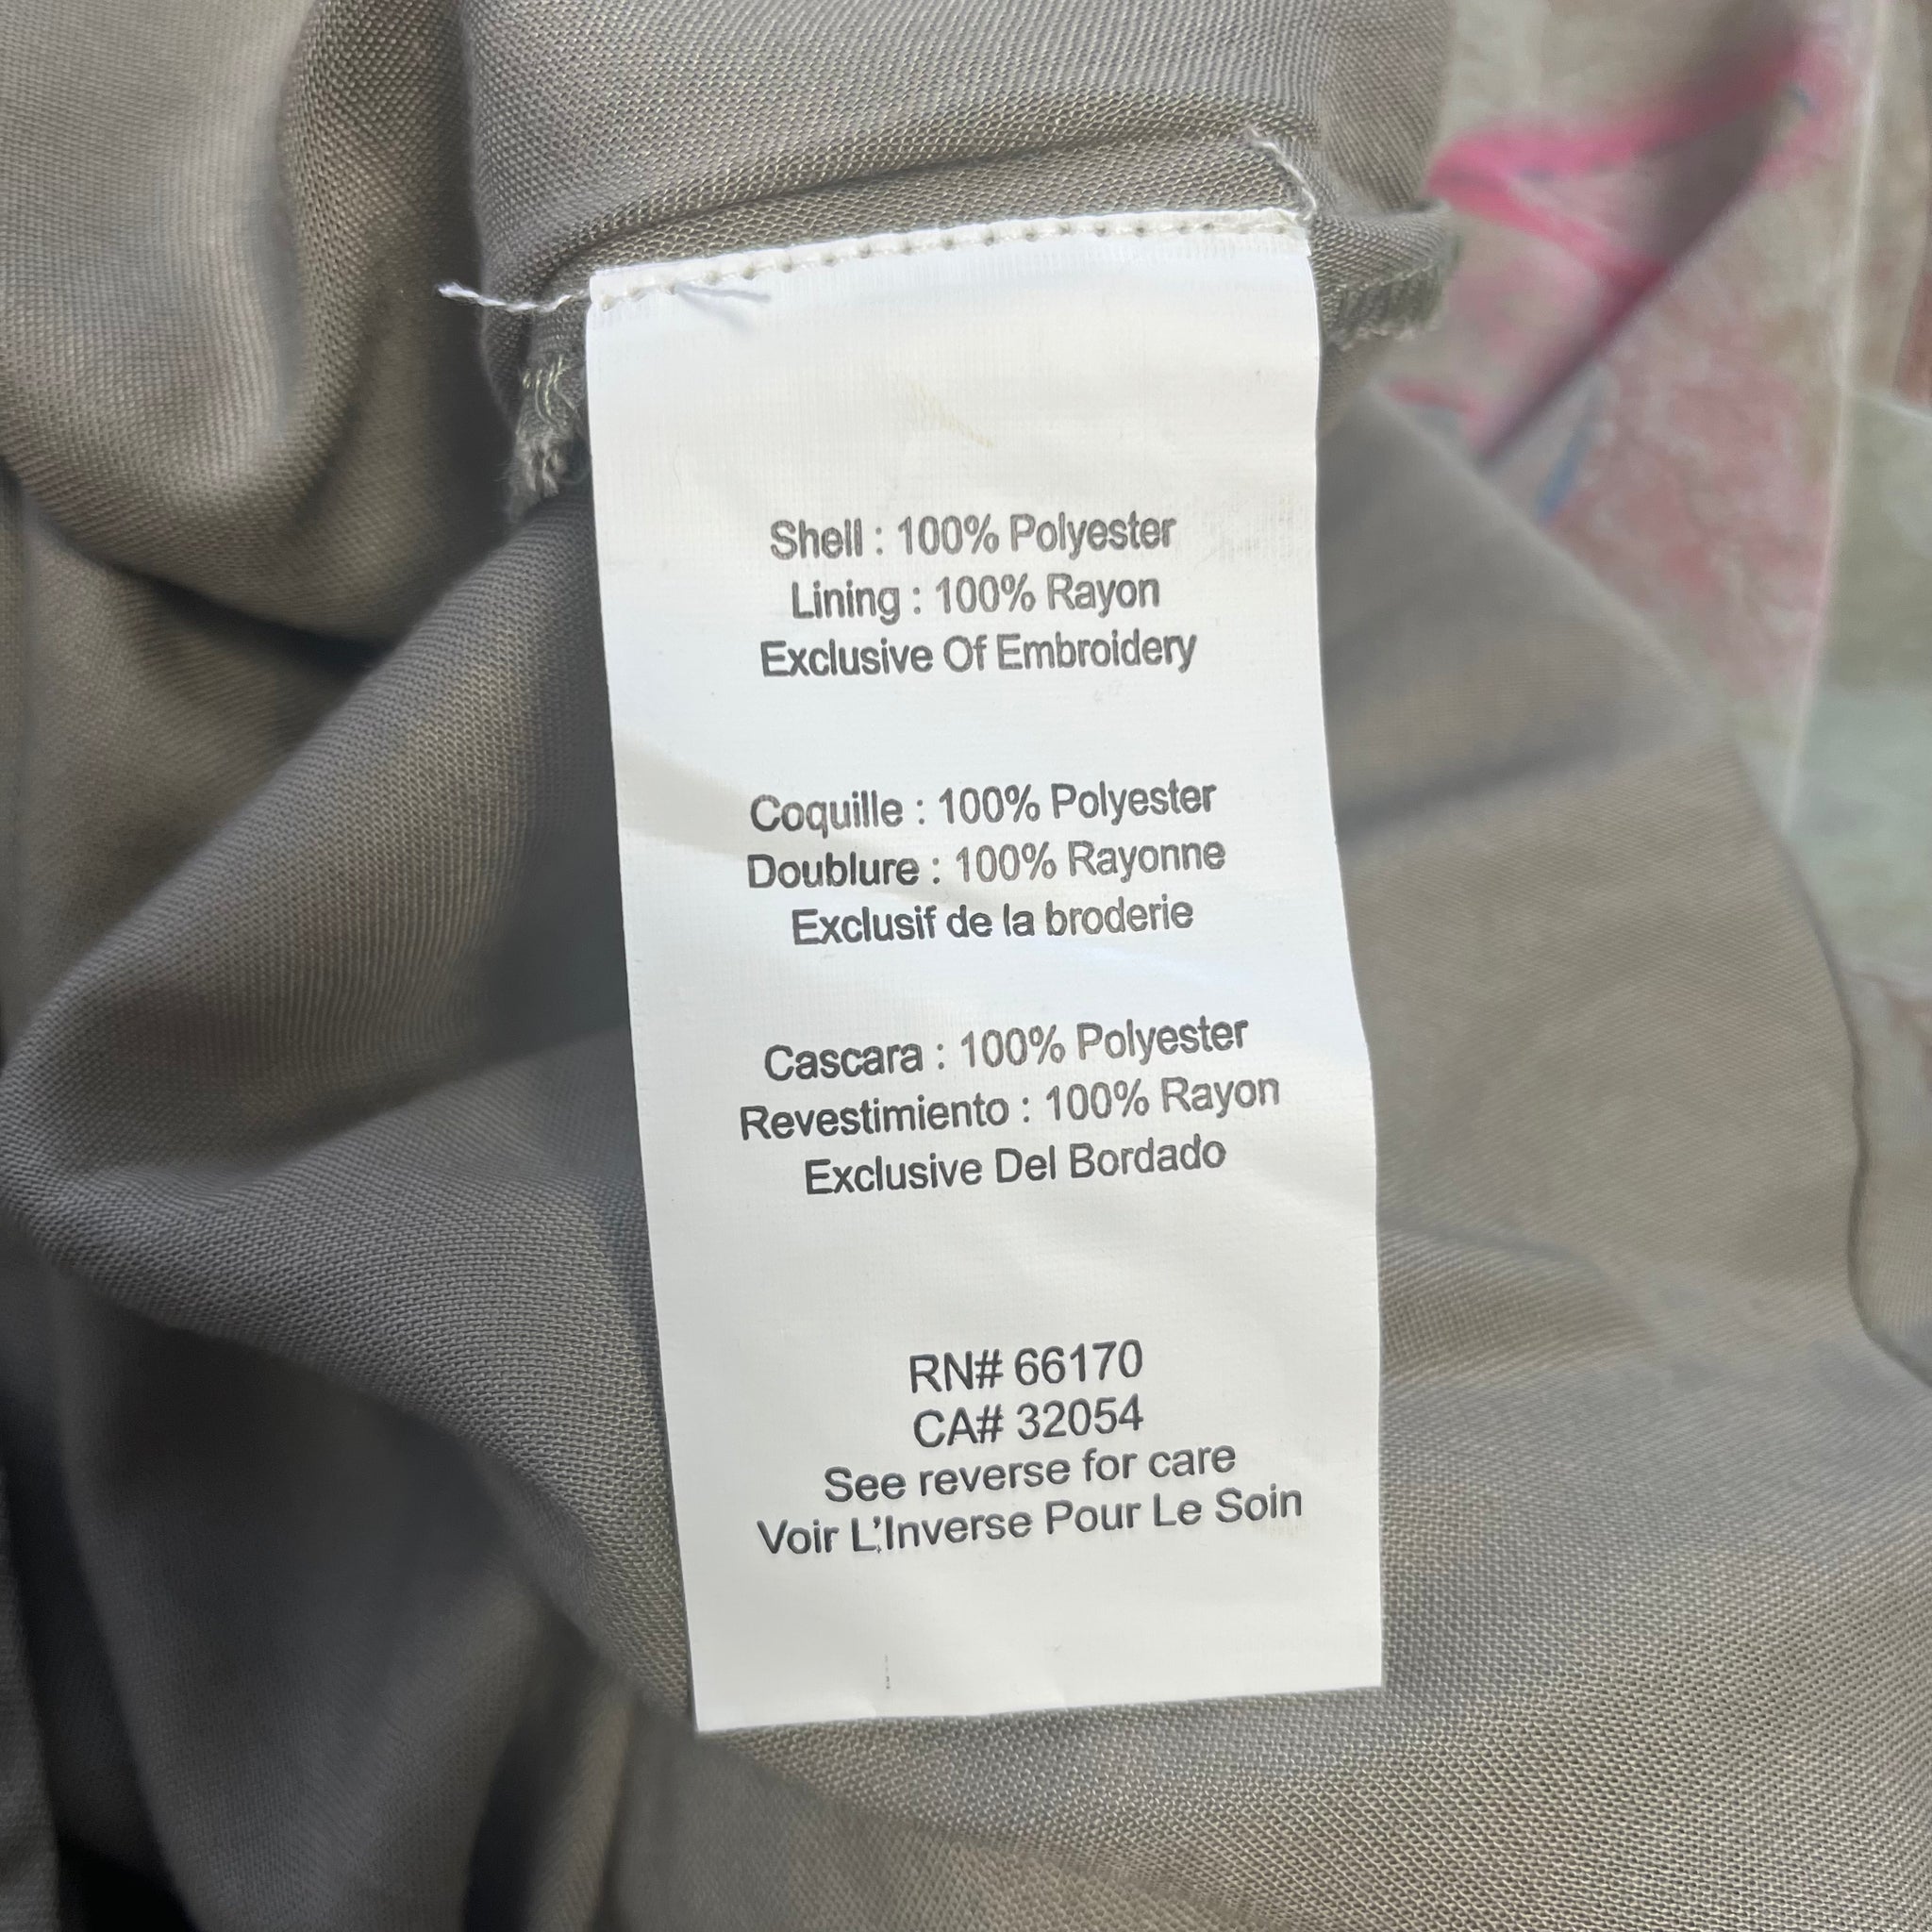 Shell : 100% Polyester
Lining : 100% Rayon
Exclusive Of Embroidery
Coquille : 100% Polyester
Doublure : 100% Rayonne
Exclusif de la broderie
Cascara : 100% Polyester
Revestimiento : 100% Rayon
Exclusive Del Bordado
RN# 66170
CA# 32054
See reverse for care
Voir L'Inverse Pour Le Soin